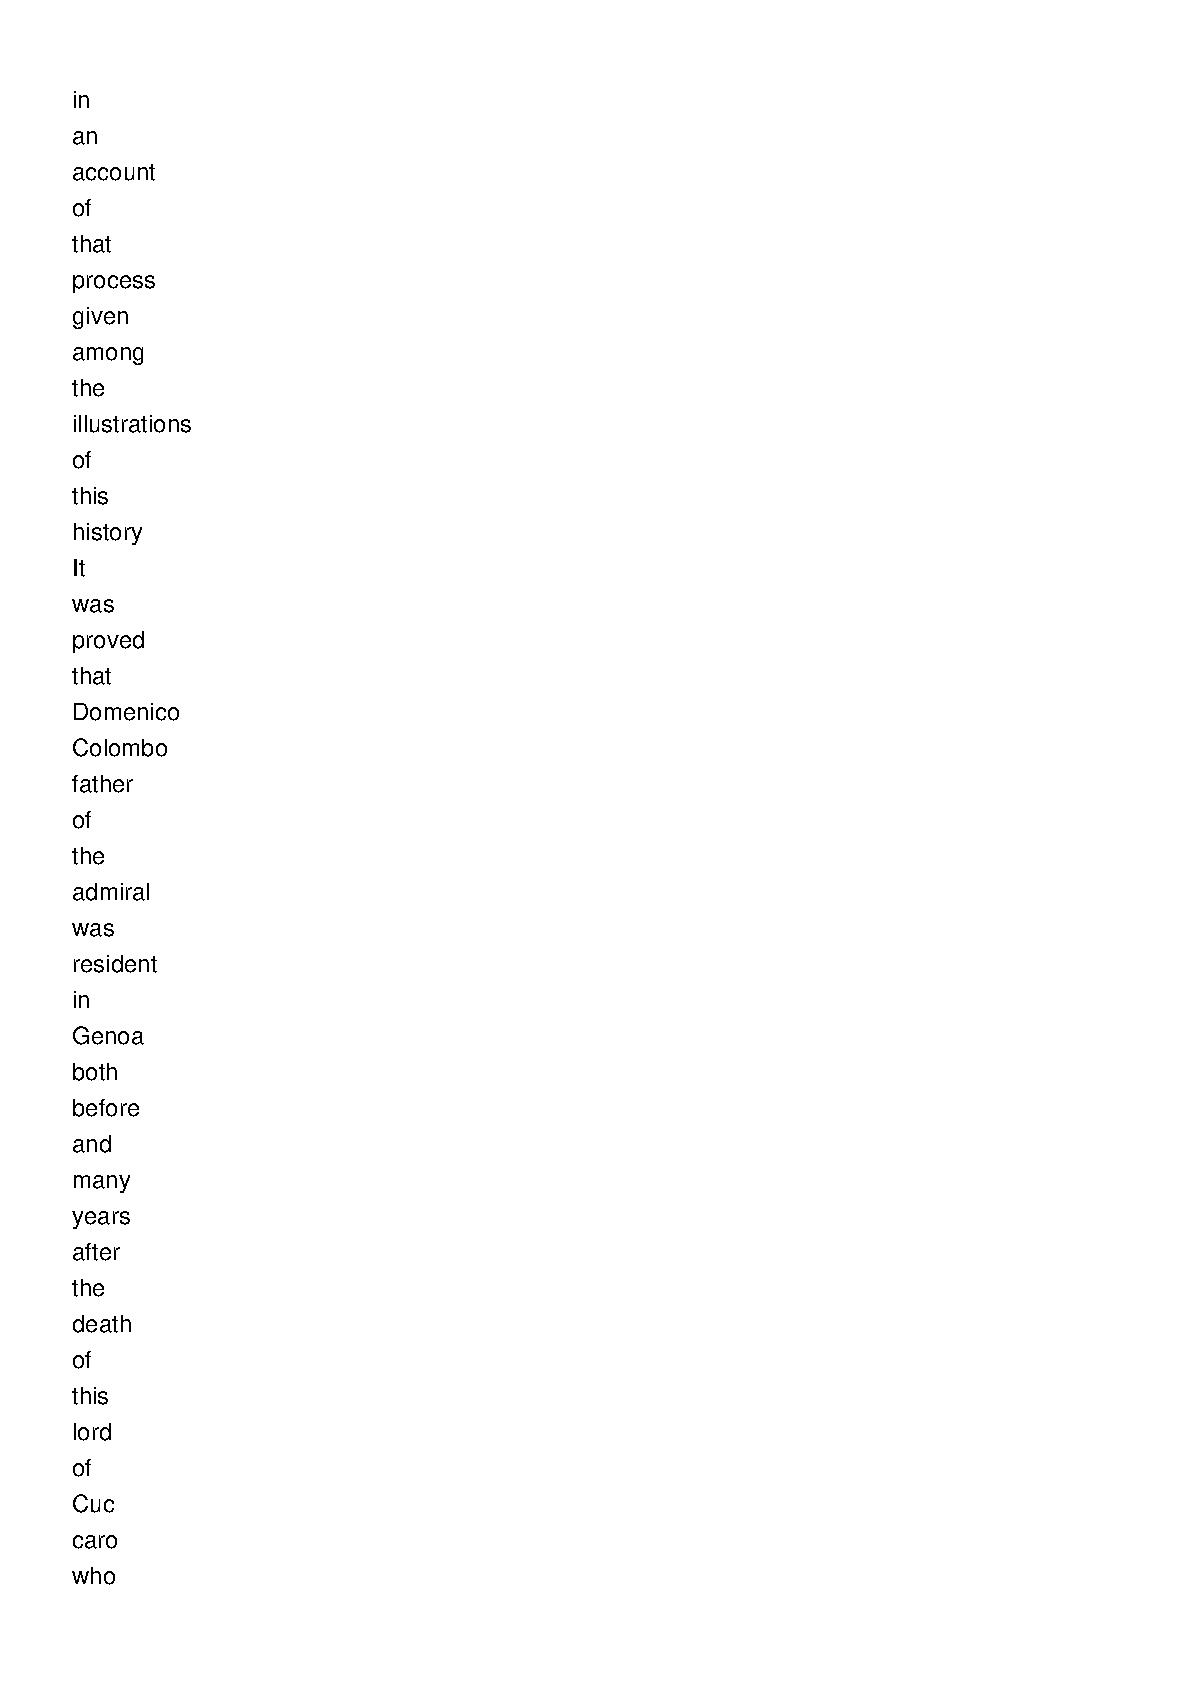 in
an
account
of
that
process
given
among
the
illustrations
of
this
history
It
was
proved
that
Domenico
Colombo
father
of
the
admiral
was
resident
in
Genoa
both
before
and
many
years
after
the
death
of
this
lord
of
Cuc
caro
who